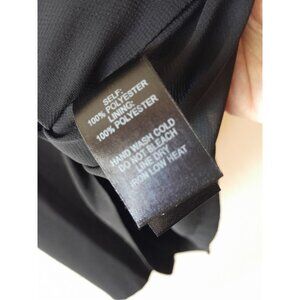 SELF:
100% POLYESTER
LINING:
100% POLYESTER
HAND WASH COLD
DO NOT BLEACH
LINE DRY
IRON LOW HEAT